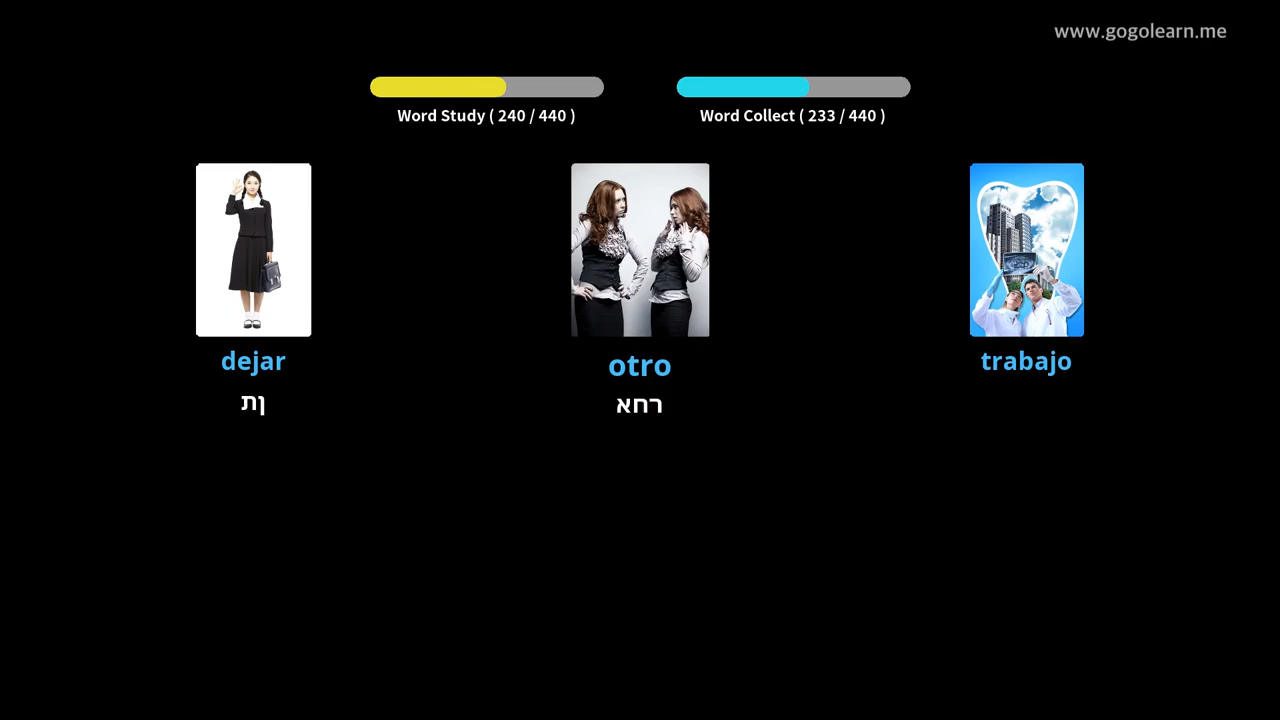 www.gogolearn.me
Word Study ( 240 / 440 )
Word Collect ( 233 / 440 )
dejar
תן
otro
אחר
trabajo